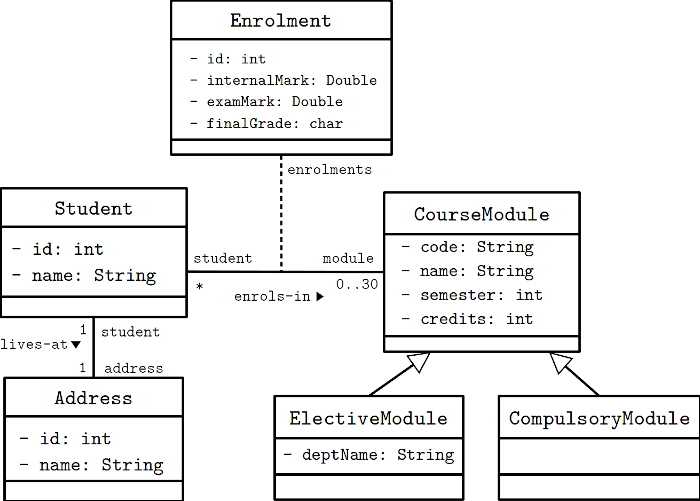 Enrolment
- id: int
- internalMark: Double
- examMark: Double
- finalGrade: char
enrolments
Student
- id: int
- name: String
student
*
module
0..30
enrols-in ▶
CourseModule
- code: String
- name: String
- semester: int
- credits: int
1 student
lives-at ▼
1 address
Address
- id: int
- name: String
ElectiveModule
- deptName: String
CompulsoryModule